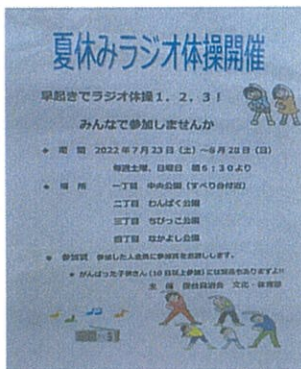 夏休みラジオ体操開催
早起きでラジオ体操1．2．3！
みんなで参加しませんか
◆ 期　間　2022年7月23日（土）～8月28日（日）
毎週土曜、日曜日　朝6：30より
◆ 場　所　一丁目　中央公園（すべり台付近）
二丁目　わんぱく公園
三丁目　ちびっこ公園
四丁目　なかよし公園
◆ 参加賞　参加した人全員に参加賞をお渡しします。
◆ がんばった子供さん（10日以上参加）には賞品もありますよ!!
主　催　自治会　文化・体育部